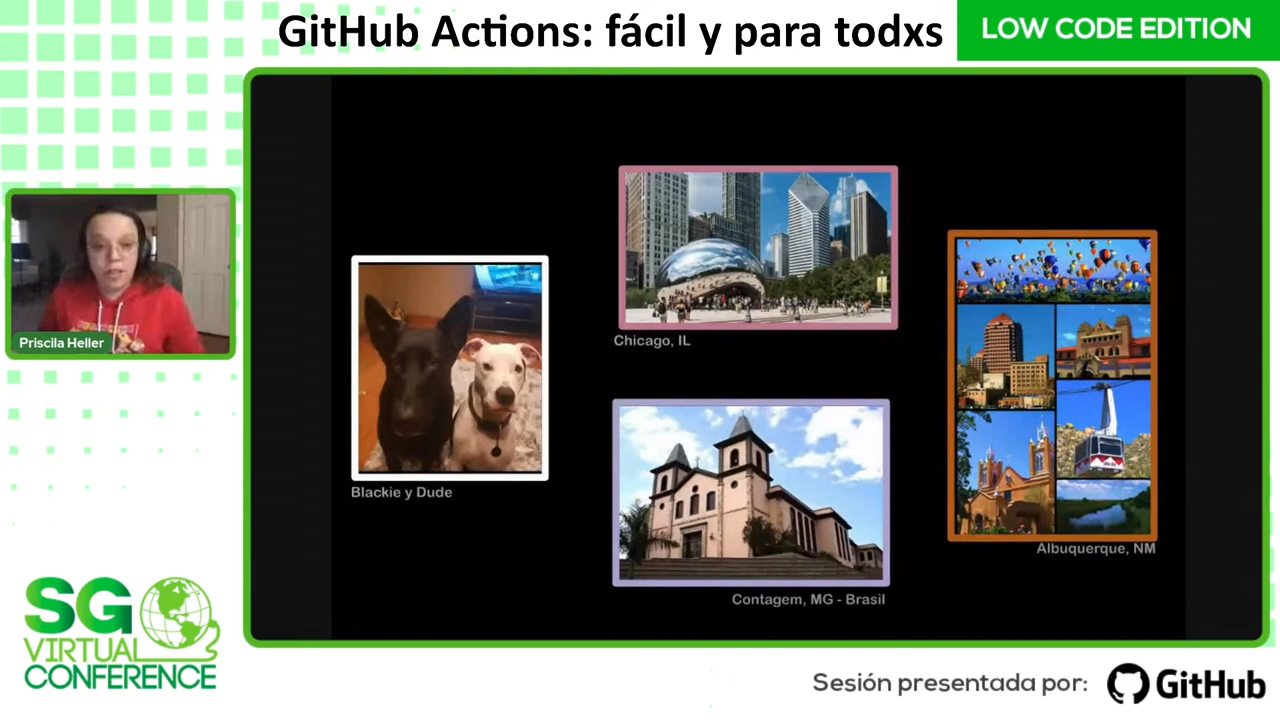 GitHub Actions: fácil y para todxs
LOW CODE EDITION
Priscila Heller
Chicago, IL
Blackie y Dude
Albuquerque, NM
Contagem, MG - Brasil
SG
VIRTUAL
CONFERENCE
Sesión presentada por:
GitHub